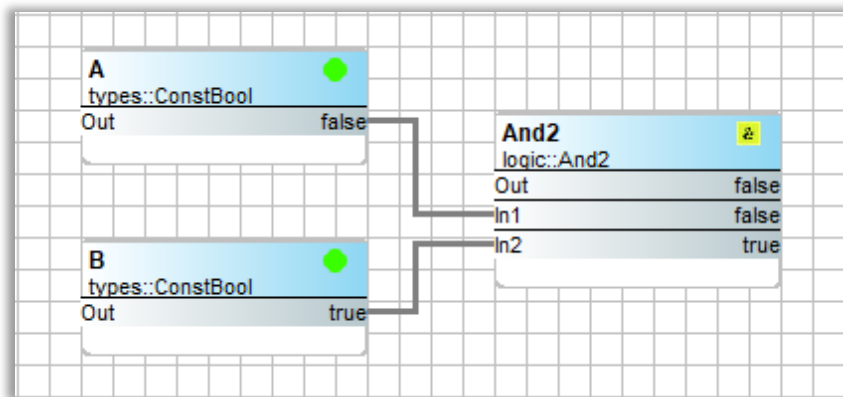 A
types::ConstBool
Out false
And2 &
logic::And2
Out false
In1 false
In2 true
B
types::ConstBool
Out true